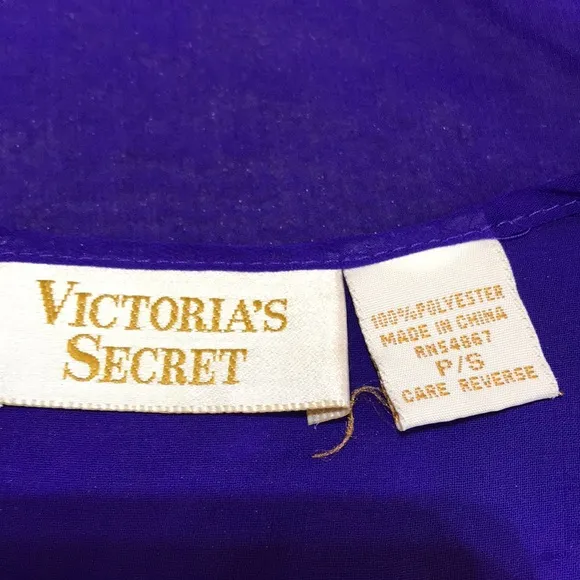 VICTORIA'S
SECRET
100% POLYESTER
MADE IN CHINA
RN54867
P/S
CARE REVERSE